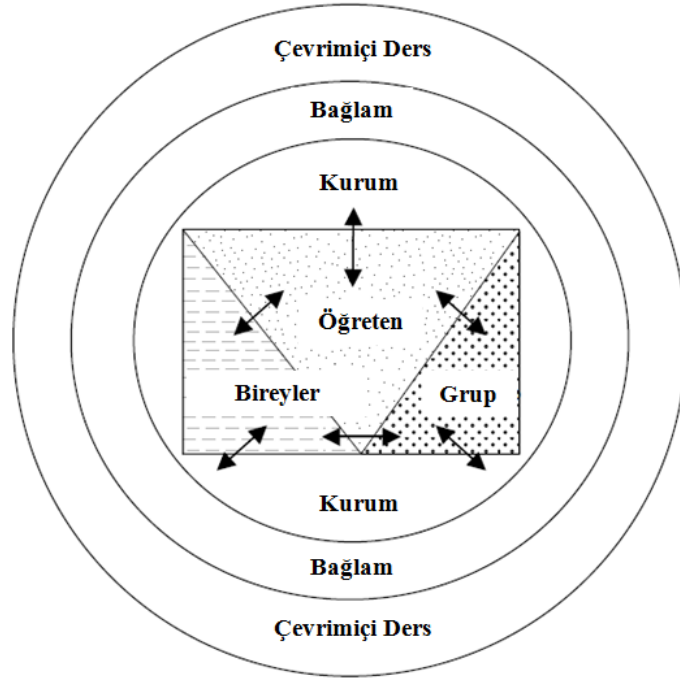 Çevrimiçi Ders
Bağlam
Kurum
Öğreten
Bireyler
Grup
Kurum
Bağlam
Çevrimiçi Ders